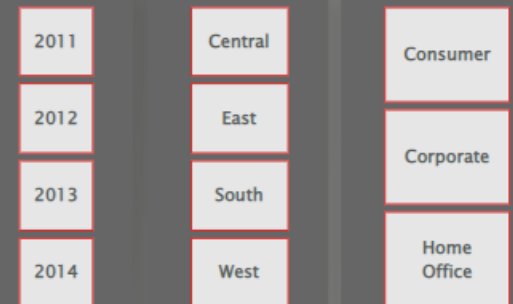 2011
2012
2013
2014
Central
East
South
West
Consumer
Corporate
Home
Office